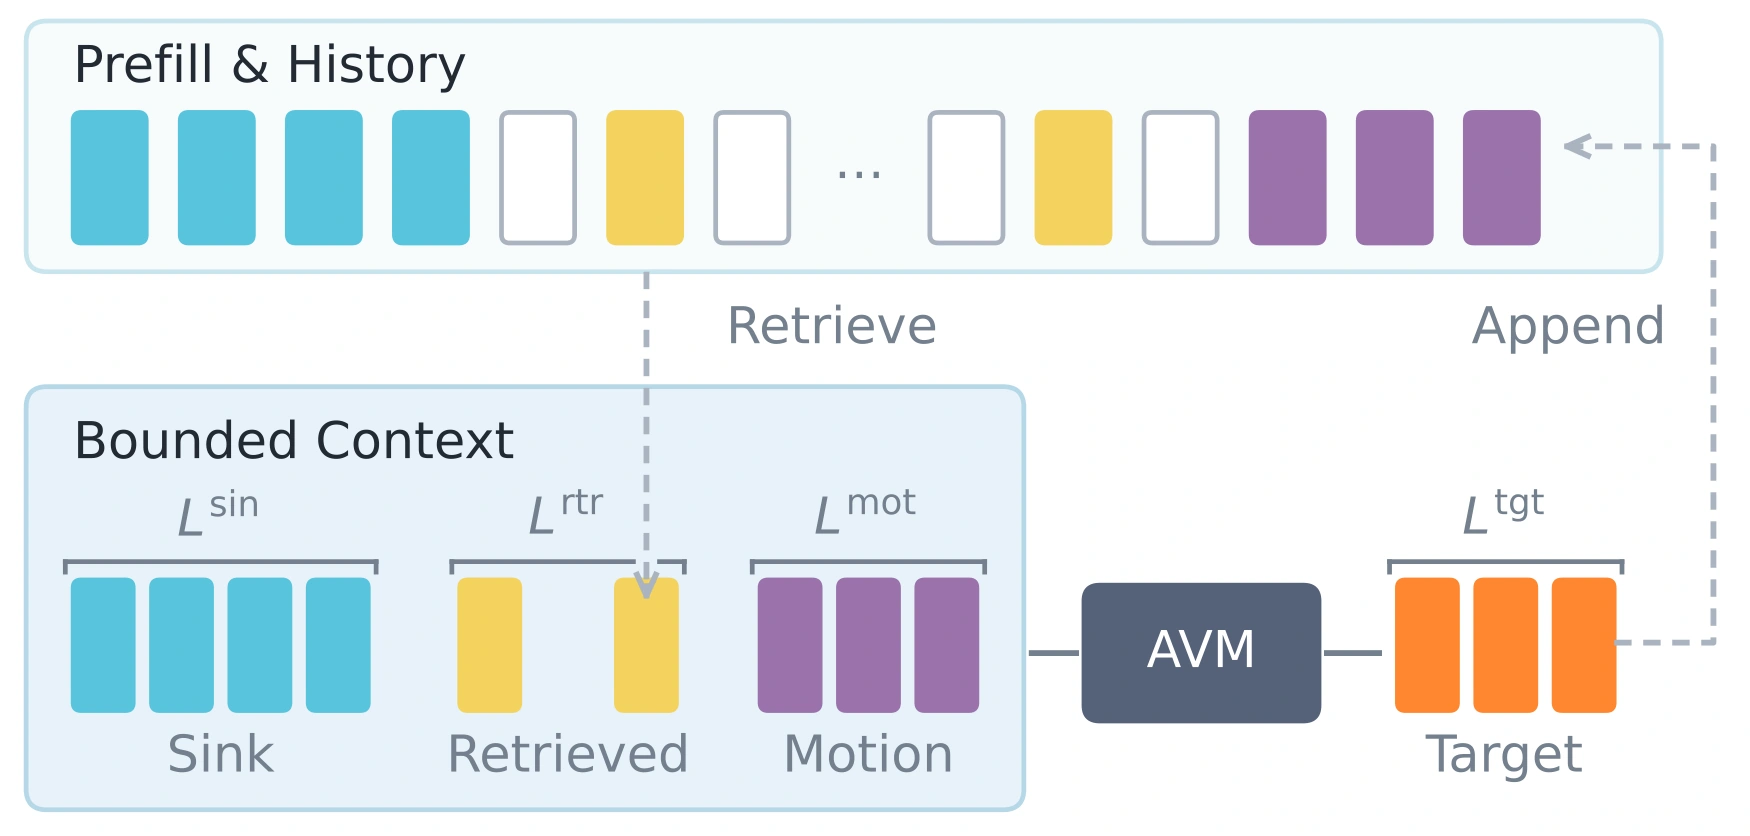 Prefill & History
...
Retrieve
Append
Bounded Context
L^sin
L^rtr
L^mot
L^tgt
AVM
Sink
Retrieved
Motion
Target